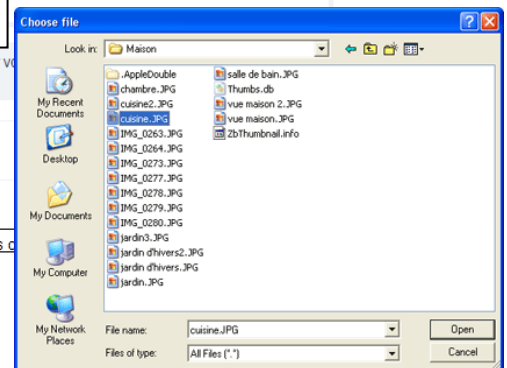 Choose file
Look in: Maison
My Recent Documents
Desktop
My Documents
My Computer
My Network Places
.AppleDouble
chambre.JPG
cuisine2.JPG
cuisine.JPG
IMG_0263.JPG
IMG_0264.JPG
IMG_0273.JPG
IMG_0277.JPG
IMG_0278.JPG
IMG_0279.JPG
IMG_0280.JPG
jardin3.JPG
jardin d'hivers2.JPG
jardin d'hivers.JPG
jardin.JPG
salle de bain.JPG
Thumbs.db
vue maison 2.JPG
vue maison.JPG
ZbThumbnail.info
File name: cuisine.JPG
Open
Files of type: All Files (*.*)
Cancel